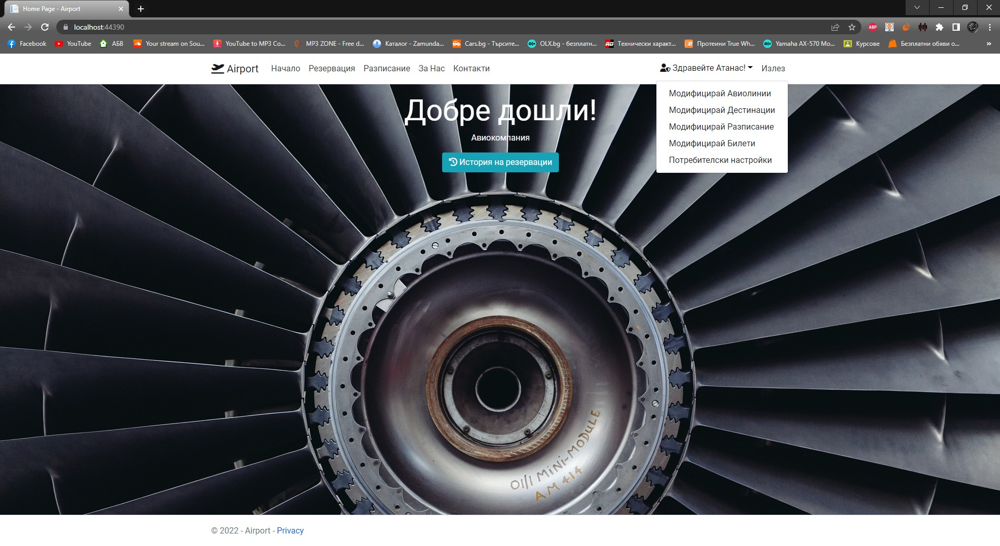 Home Page - Airport
localhost:44390
Facebook
YouTube
АБВ
Your stream on Sou...
YouTube to MP3 Co...
MP3 ZONE - Free d...
Каталог - Zamunda...
Cars.bg - Търсите...
OLX.bg - безплатн...
Технически характ...
Протеини True Wh...
Yamaha AX-570 Mo...
Курсове
Безплатни обяви о...
ABP
Airport
Начало
Резервация
Разписание
За Нас
Контакти
Здравейте Атанас!
Излез
Модифицирай Авиолинии
Модифицирай Дестинации
Модифицирай Разписание
Модифицирай Билети
Потребителски настройки
Добре дошли!
Авиокомпания
История на резервации
01/1 MiNi-MODULE
AM 414
© 2022 - Airport - Privacy